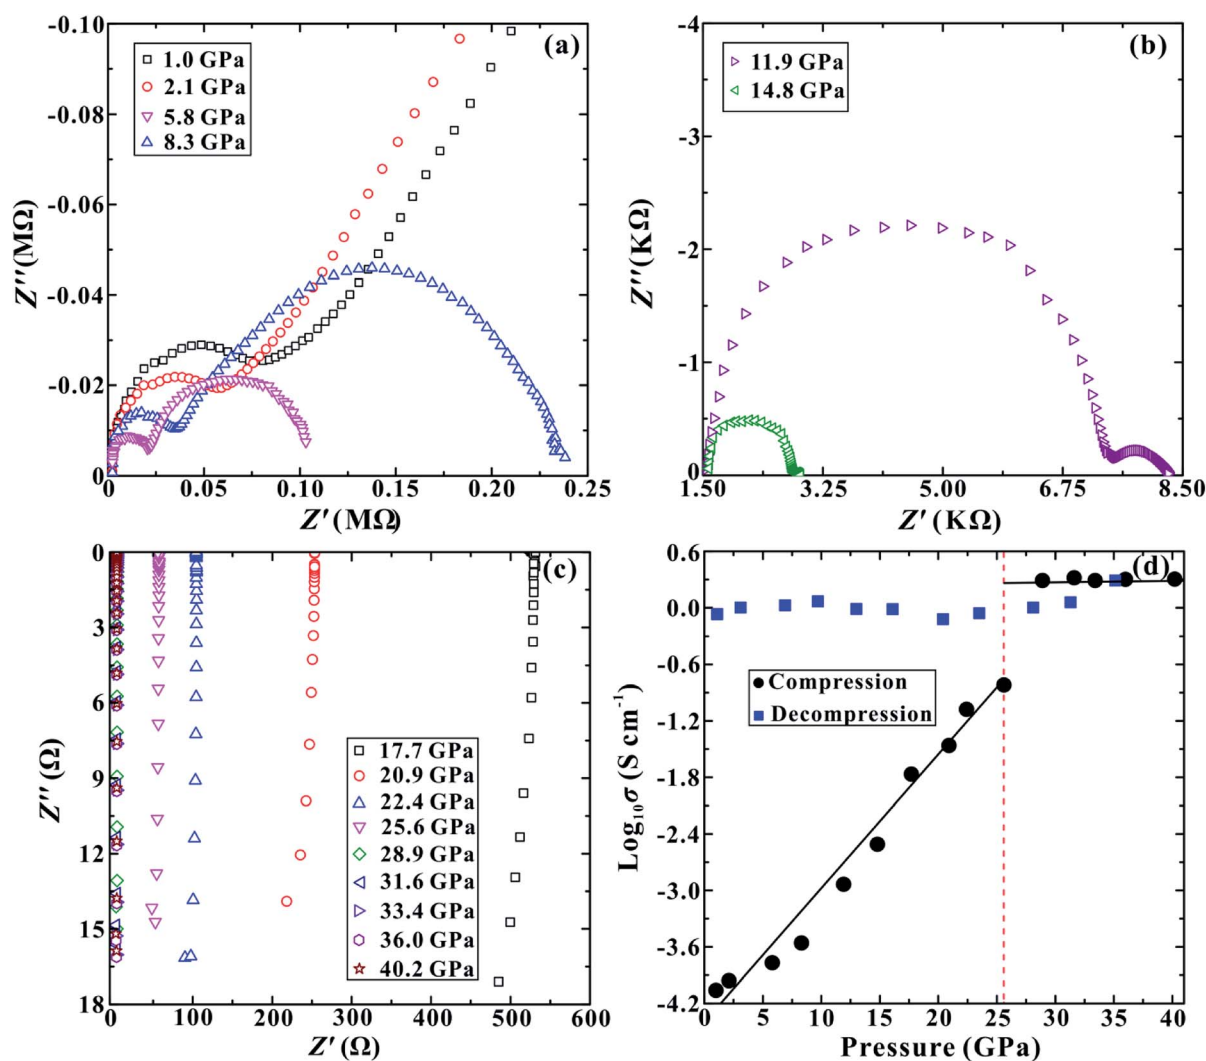 (a)
1.0 GPa
2.1 GPa
5.8 GPa
8.3 GPa
-0.10
-0.08
-0.06
-0.04
-0.02
0
Z''(MΩ)
0 0.05 0.10 0.15 0.20 0.25
Z' (MΩ)
(b)
11.9 GPa
14.8 GPa
-4
-3
-2
-1
0
Z''(KΩ)
1.50 3.25 5.00 6.75 8.50
Z' (KΩ)
(c)
0
3
6
9
12
15
18
Z'' (Ω)
17.7 GPa
20.9 GPa
22.4 GPa
25.6 GPa
28.9 GPa
31.6 GPa
33.4 GPa
36.0 GPa
40.2 GPa
0 100 200 300 400 500 600
Z' (Ω)
(d)
0.6
0.0
-0.6
-1.2
-1.8
-2.4
-3.0
-3.6
-4.2
Log₁₀σ (S cm⁻¹)
Compression
Decompression
0 5 10 15 20 25 30 35 40
Pressure (GPa)